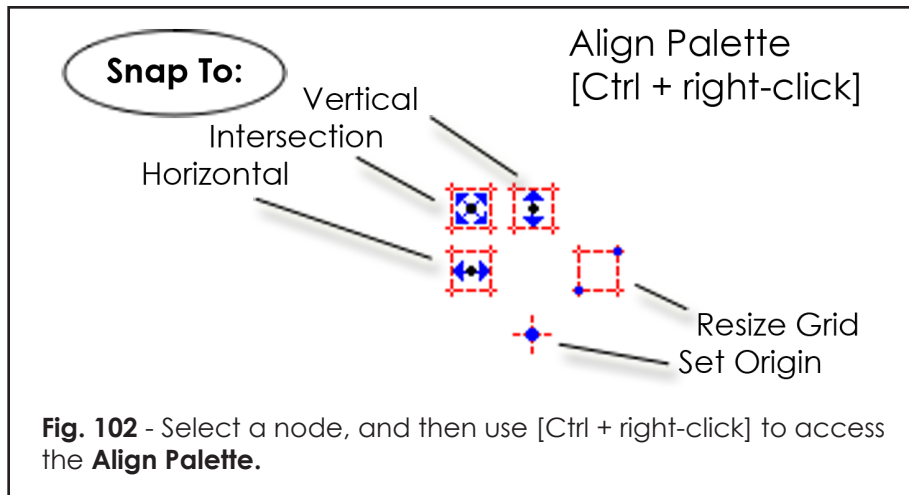 Snap To:
Align Palette
[Ctrl + right-click]
Vertical
Intersection
Horizontal
Resize Grid
Set Origin
Fig. 102 - Select a node, and then use [Ctrl + right-click] to access
the Align Palette.